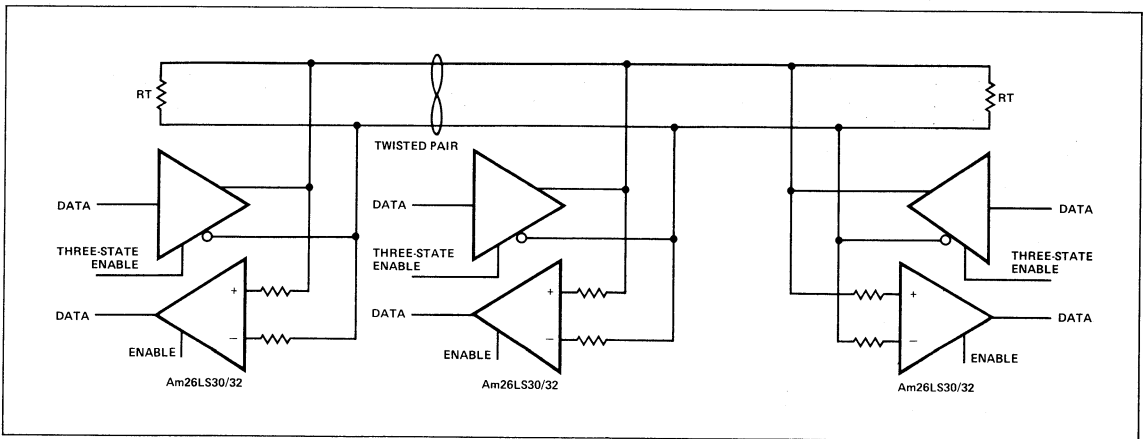 RT
RT
TWISTED PAIR
DATA
THREE-STATE
ENABLE
DATA
THREE-STATE
ENABLE
DATA
THREE-STATE
ENABLE
DATA
+
−
ENABLE
Am26LS30/32
DATA
+
−
ENABLE
Am26LS30/32
+
−
DATA
ENABLE
Am26LS30/32